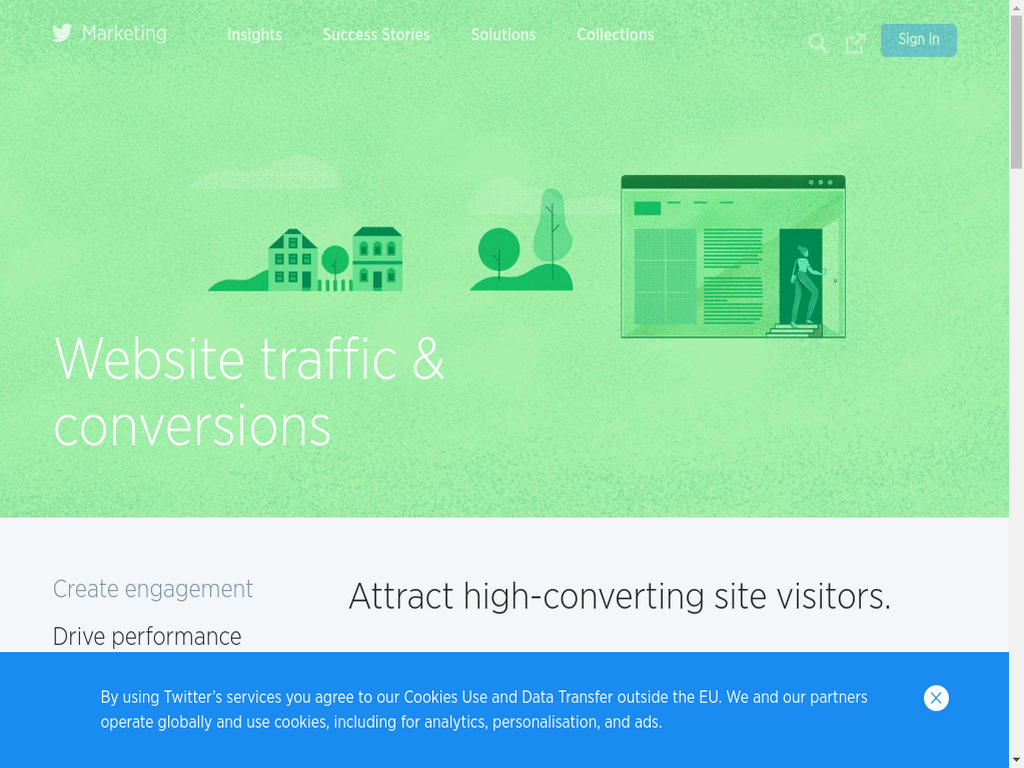 Marketing Insights Success Stories Solutions Collections Sign In
Website traffic &
conversions
Create engagement
Attract high-converting site visitors.
Drive performance
By using Twitter’s services you agree to our Cookies Use and Data Transfer outside the EU. We and our partners
operate globally and use cookies, including for analytics, personalisation, and ads.